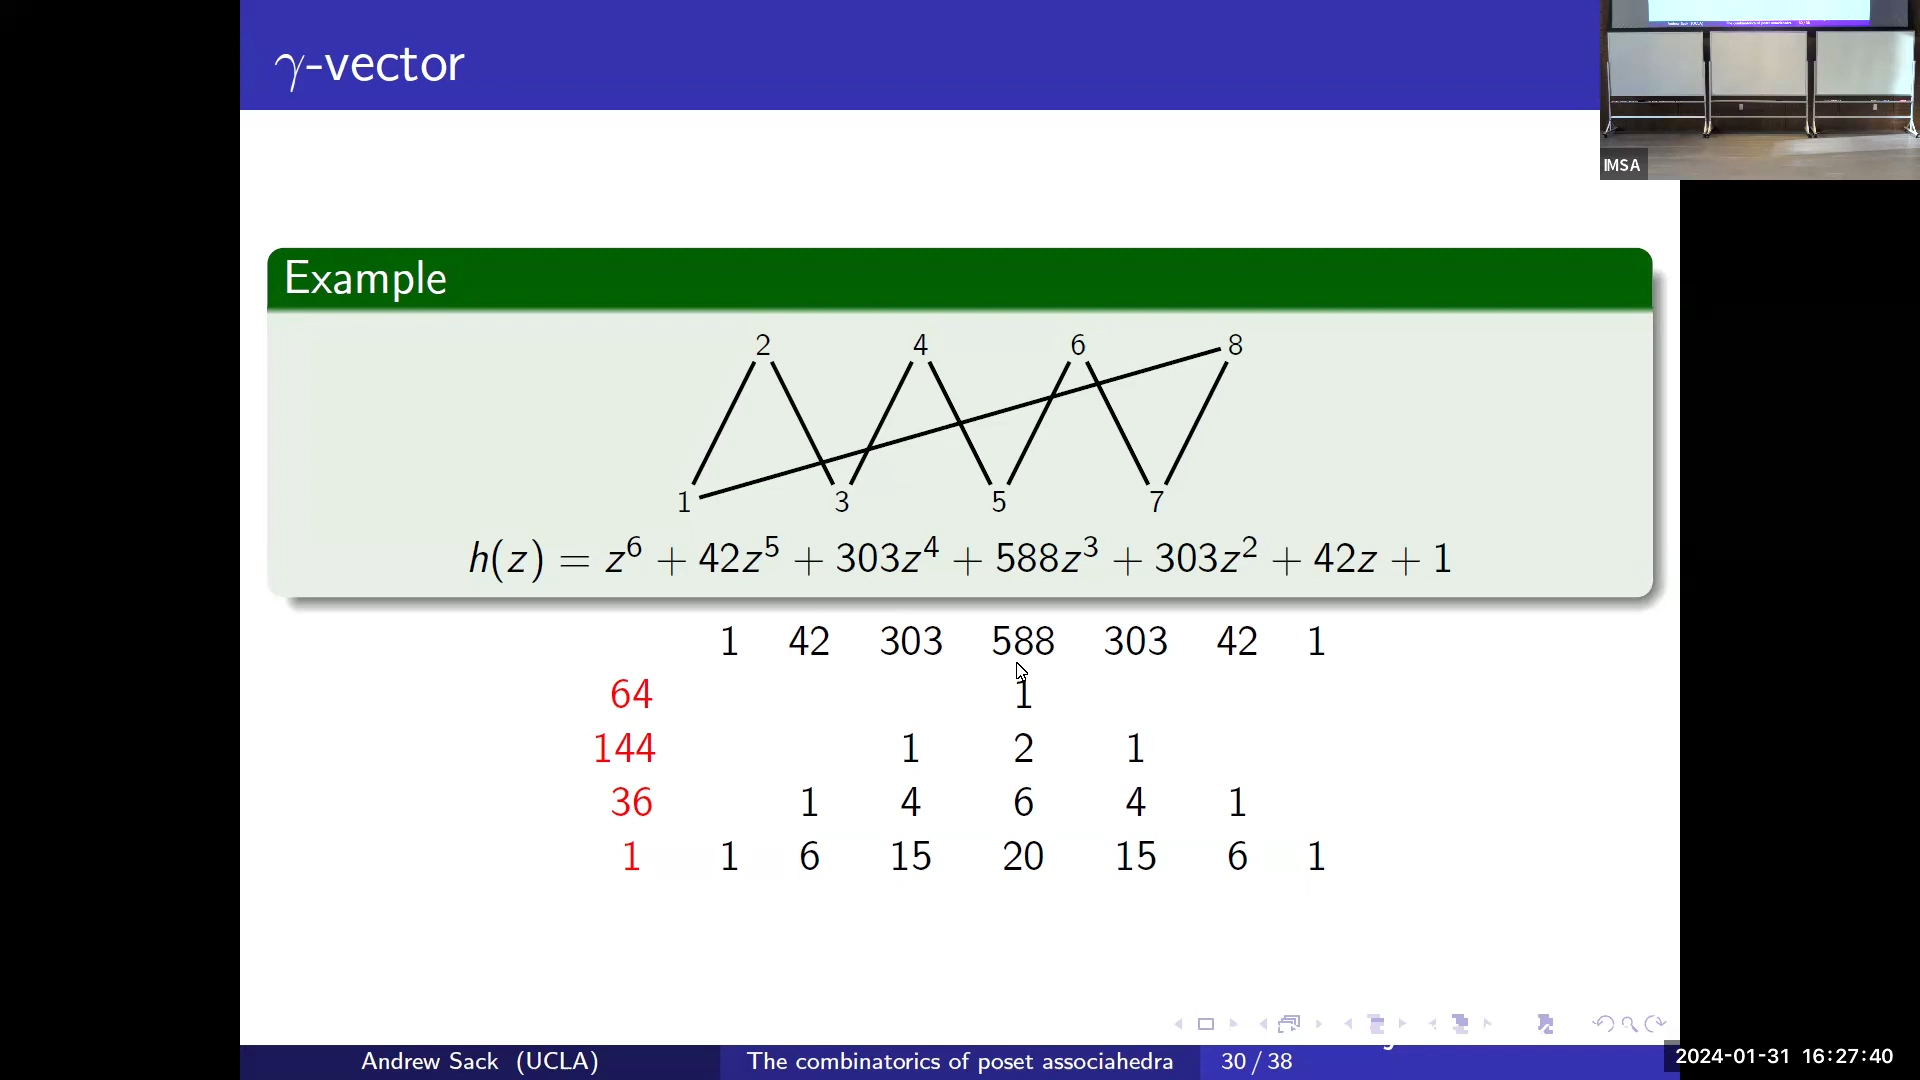 γ-vector
IMSA
Example
2 4 6 8
1 3 5 7
h(z) = z⁶ + 42z⁵ + 303z⁴ + 588z³ + 303z² + 42z + 1
1 42 303 588 303 42 1
64 1
144 1 2 1
36 1 4 6 4 1
1 1 6 15 20 15 6 1
Andrew Sack (UCLA) The combinatorics of poset associahedra 30 / 38
2024-01-31 16:27:40